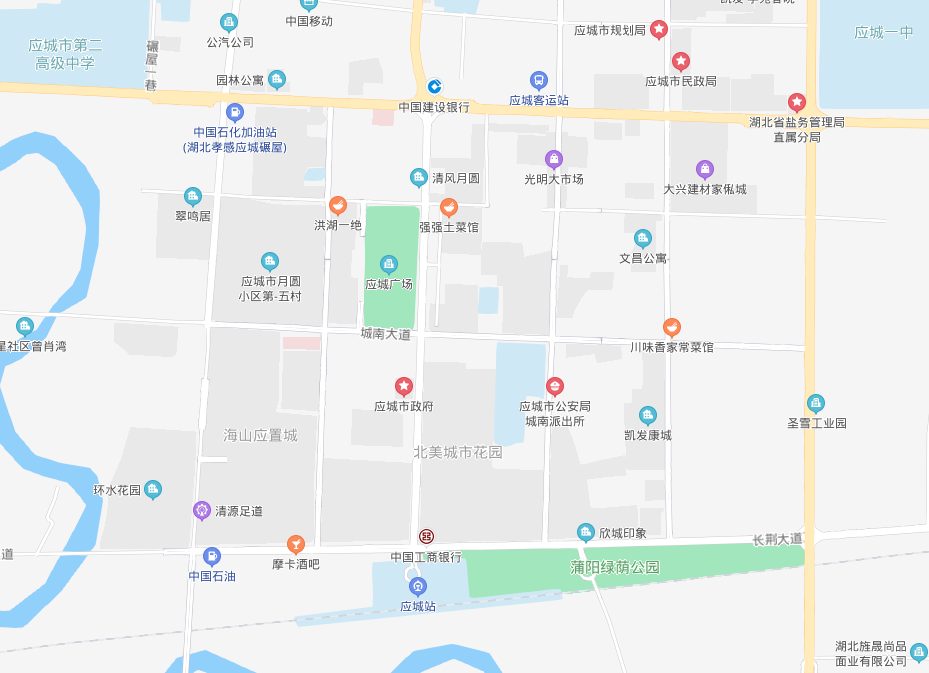 中国移动
凯发·学苑春晓
公汽公司
应城市规划局
应城一中
应城市第二
高级中学
碾屋一巷
应城市民政局
园林公寓
应城客运站
中国建设银行
湖北省盐务管理局
直属分局
中国石化加油站
(湖北孝感应城碾屋)
清风月圆
光明大市场
大兴建材家俬城
翠鸣居
洪湖一绝
强强土菜馆
文昌公寓
应城市月圆
小区第-五村
应城广场
城南大道
星社区曾肖湾
川味香家常菜馆
应城市政府
应城市公安局
城南派出所
圣雪工业园
凯发康城
海山应置城
北美城市花园
环水花园
清源足道
欣城印象
长荆大道
道
中国石油
摩卡酒吧
中国工商银行
蒲阳绿荫公园
应城站
湖北旌晟尚品
面业有限公司